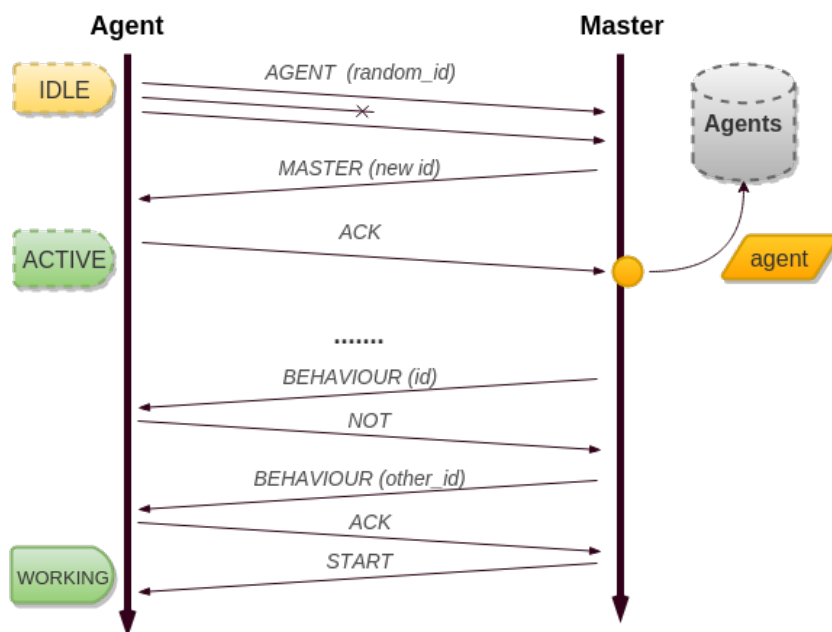 Agent
Master
IDLE
AGENT (random_id)
Agents
MASTER (new id)
ACTIVE
ACK
agent
.......
BEHAVIOUR (id)
NOT
BEHAVIOUR (other_id)
ACK
START
WORKING